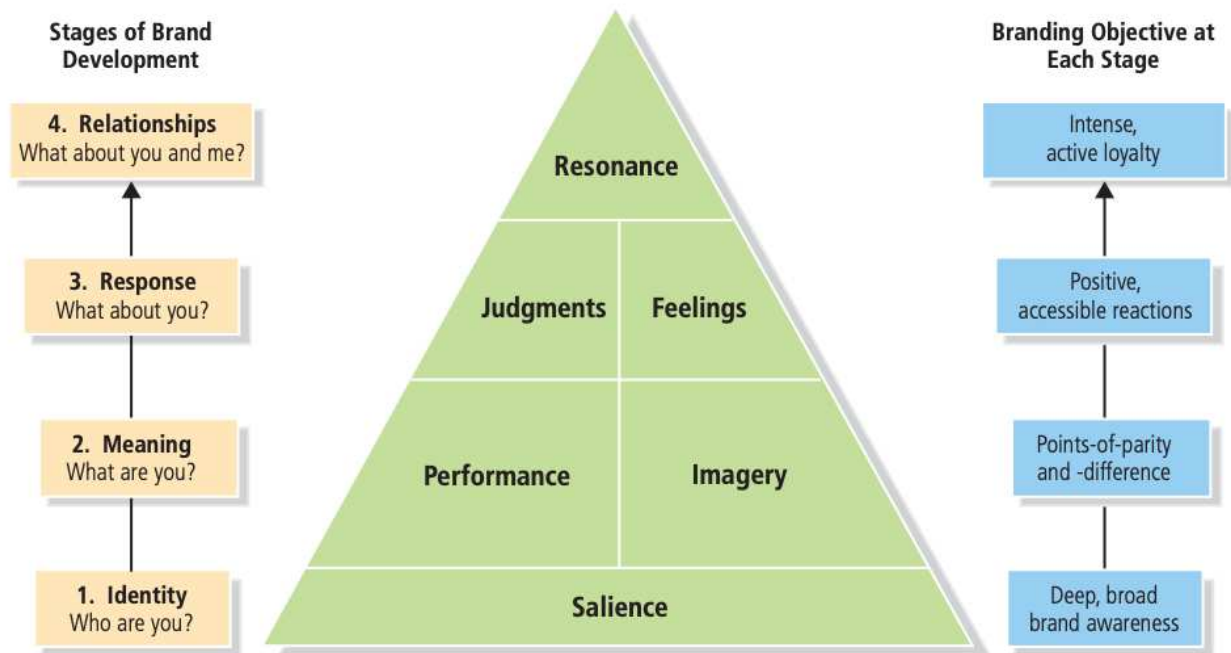 Stages of Brand
Development
4. Relationships
What about you and me?
3. Response
What about you?
2. Meaning
What are you?
1. Identity
Who are you?
Resonance
Judgments
Feelings
Performance
Imagery
Salience
Branding Objective at
Each Stage
Intense,
active loyalty
Positive,
accessible reactions
Points-of-parity
and -difference
Deep, broad
brand awareness